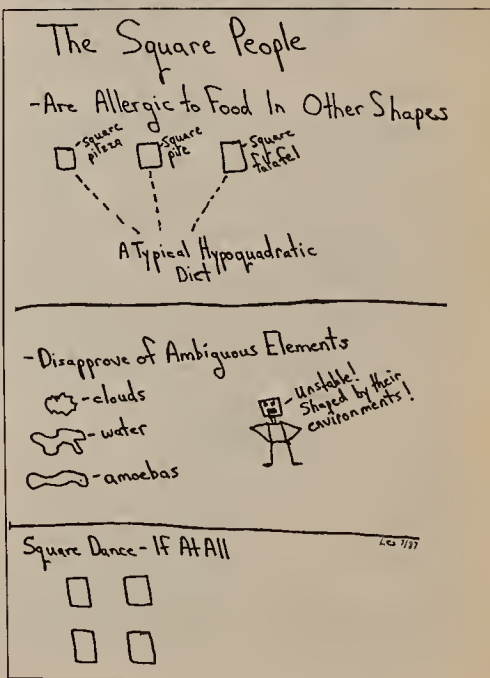 The Square People
-Are Allergic to Food In Other Shapes
-square pizza
-square pie
-square falafel
A Typical Hypoquadratic
Diet
-Disapprove of Ambiguous Elements
-clouds
-water
-amoebas
-Unstable!
Shaped by their
environments!
Square Dance-If At All